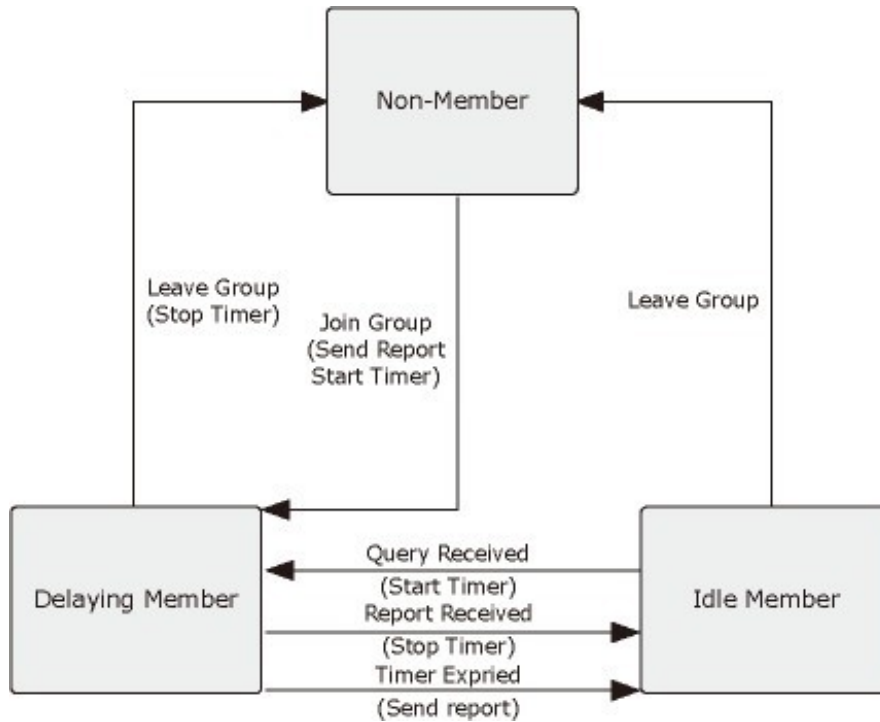 Non-Member
Leave Group
(Stop Timer)
Join Group
(Send Report
Start Timer)
Leave Group
Delaying Member
Query Received
(Start Timer)
Report Received
(Stop Timer)
Timer Expried
(Send report)
Idle Member